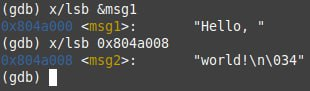 (gdb) x/lsb &msg1
0x804a000 <msg1>:       "Hello, "
(gdb) x/lsb 0x804a008
0x804a008 <msg2>:       "world!\n\034"
(gdb)